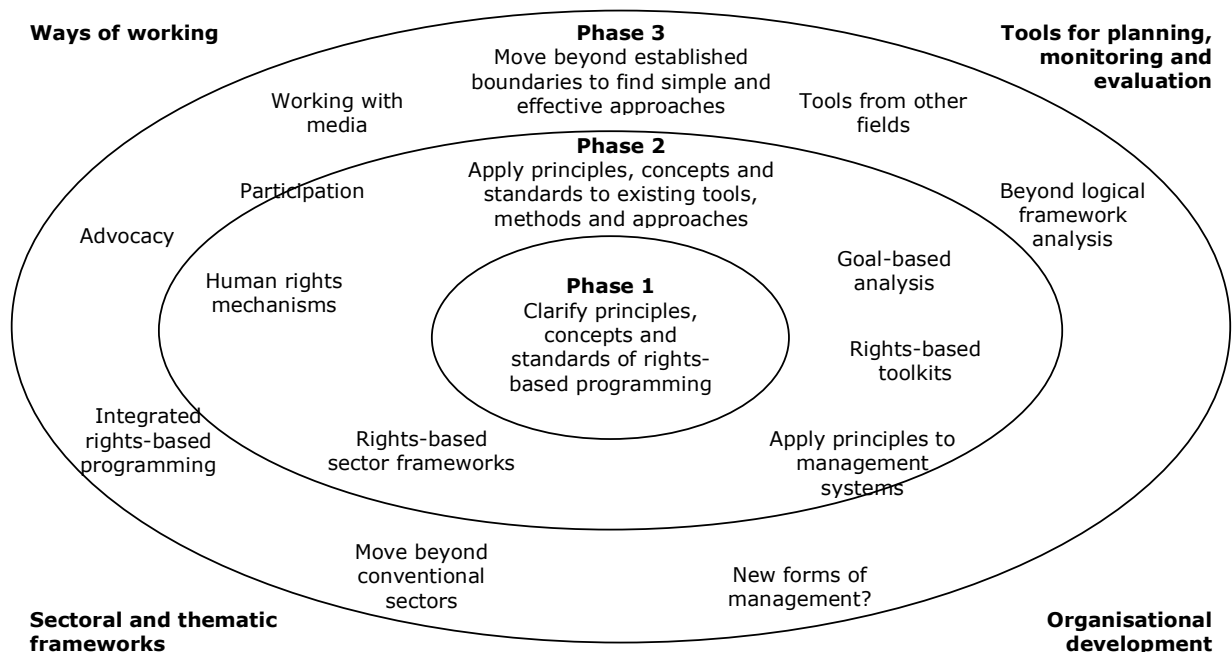 Ways of working
Phase 3
Move beyond established
boundaries to find simple and
effective approaches
Tools for planning,
monitoring and
evaluation
Working with
media
Tools from other
fields
Phase 2
Apply principles, concepts and
standards to existing tools,
methods and approaches
Participation
Beyond logical
framework
analysis
Advocacy
Human rights
mechanisms
Goal-based
analysis
Phase 1
Clarify principles,
concepts and
standards of rights-
based programming
Rights-based
toolkits
Integrated
rights-based
programming
Rights-based
sector frameworks
Apply principles to
management
systems
Move beyond
conventional
sectors
New forms of
management?
Sectoral and thematic
frameworks
Organisational
development